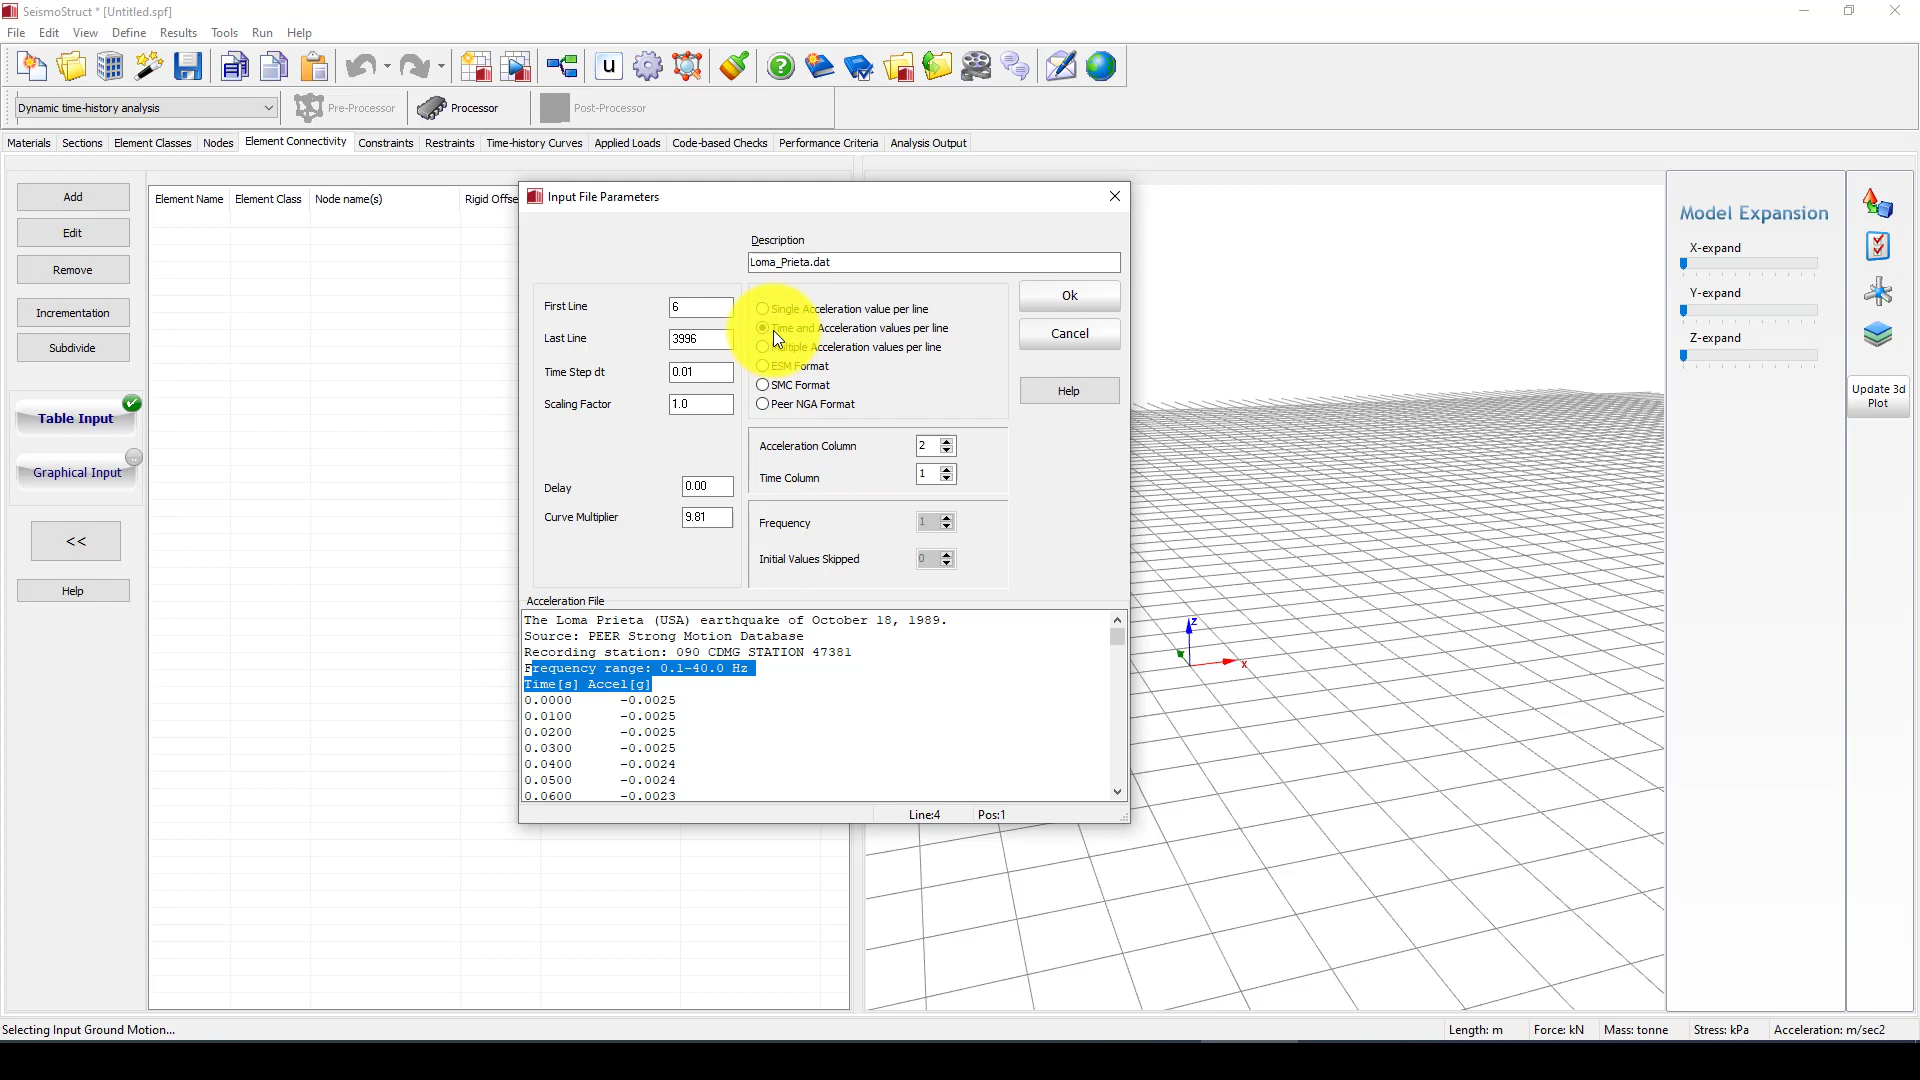 SeismoStruct * [Untitled.spf]
File Edit View Define Results Tools Run Help
u
Dynamic time-history analysis Pre-Processor Processor Post-Processor
Materials Sections Element Classes Nodes Element Connectivity Constraints Restraints Time-history Curves Applied Loads Code-based Checks Performance Criteria Analysis Output
Add
Edit
Remove
Incrementation
Subdivide
Table Input
Graphical Input
<<
Help
Element Name Element Class Node name(s) Rigid Offse
Input File Parameters
Description
Loma_Prieta.dat
First Line 6
Last Line 3996
Time Step dt 0.01
Scaling Factor 1.0
Delay 0.00
Curve Multiplier 9.81
Single Acceleration value per line
Time and Acceleration values per line
Multiple Acceleration values per line
ESM Format
SMC Format
Peer NGA Format
Ok
Cancel
Help
Acceleration Column 2
Time Column 1
Frequency 1
Initial Values Skipped 0
Acceleration File
The Loma Prieta (USA) earthquake of October 18, 1989.
Source: PEER Strong Motion Database
Recording station: 090 CDMG STATION 47381
Frequency range: 0.1-40.0 Hz
Time[s] Accel[g]
0.0000 -0.0025
0.0100 -0.0025
0.0200 -0.0025
0.0300 -0.0025
0.0400 -0.0024
0.0500 -0.0024
0.0600 -0.0023
Line:4 Pos:1
z
x
Model Expansion
X-expand
Y-expand
Z-expand
Update 3d
Plot
Selecting Input Ground Motion...
Length: m Force: kN Mass: tonne Stress: kPa Acceleration: m/sec2